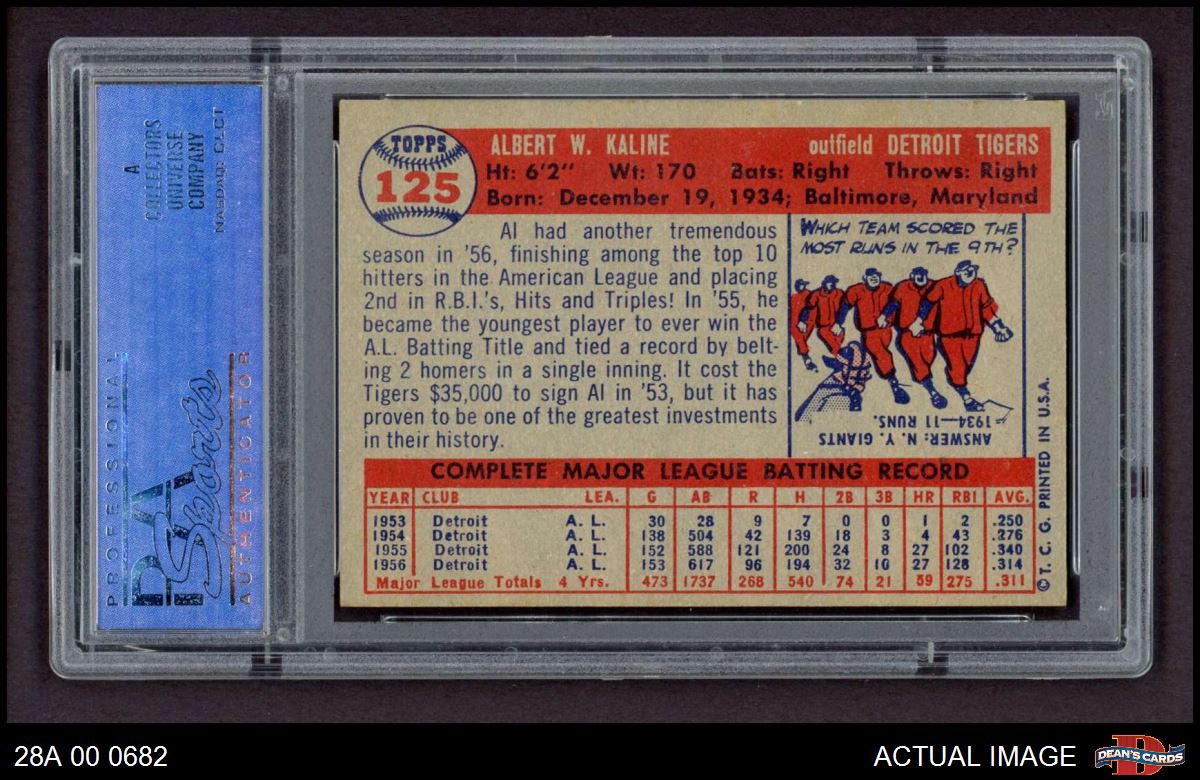 A
COLLECTORS
UNIVERSE
COMPANY
NASDAQ: CLCT
PROFESSIONAL
PSA
Sports
AUTHENTICATOR
TOPPS
125
ALBERT W. KALINE outfield DETROIT TIGERS
Ht: 6'2" Wt: 170 Bats: Right Throws: Right
Born: December 19, 1934; Baltimore, Maryland
Al had another tremendous
season in '56, finishing among the top 10
hitters in the American League and placing
2nd in R.B.I.'s, Hits and Triples! In '55, he
became the youngest player to ever win the
A.L. Batting Title and tied a record by belt-
ing 2 homers in a single inning. It cost the
Tigers $35,000 to sign Al in '53, but it has
proven to be one of the greatest investments
in their history.
WHICH TEAM SCORED THE
MOST RUNS IN THE 9TH?
ANSWER: N. Y. GIANTS
1934—11 RUNS.
COMPLETE MAJOR LEAGUE BATTING RECORD
YEAR CLUB LEA. G AB R H 2B 3B HR RBI AVG.
1953 Detroit A. L. 30 28 9 7 0 0 1 2 .250
1954 Detroit A. L. 138 504 42 139 18 3 4 43 .276
1955 Detroit A. L. 152 588 121 200 24 8 27 102 .340
1956 Detroit A. L. 153 617 96 194 32 10 27 128 .314
Major League Totals 4 Yrs. 473 1737 268 540 74 21 59 275 .311
© T. C. G. PRINTED IN U.S.A.
28A 00 0682
ACTUAL IMAGE
D
DEAN'S CARDS